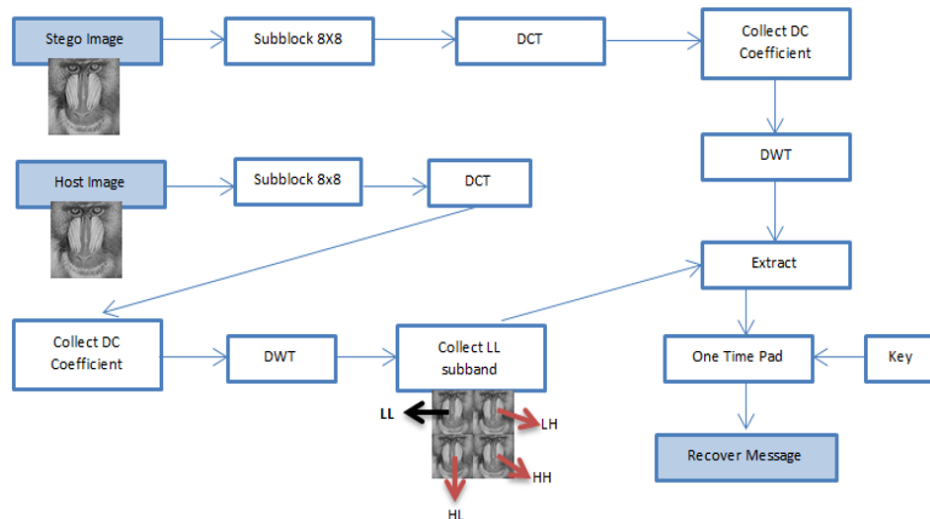 Stego Image
Subblock 8X8
DCT
Collect DC
Coefficient
DWT
Host Image
Subblock 8x8
DCT
Extract
Collect DC
Coefficient
DWT
Collect LL
subband
One Time Pad
Key
LL
LH
HH
HL
Recover Message